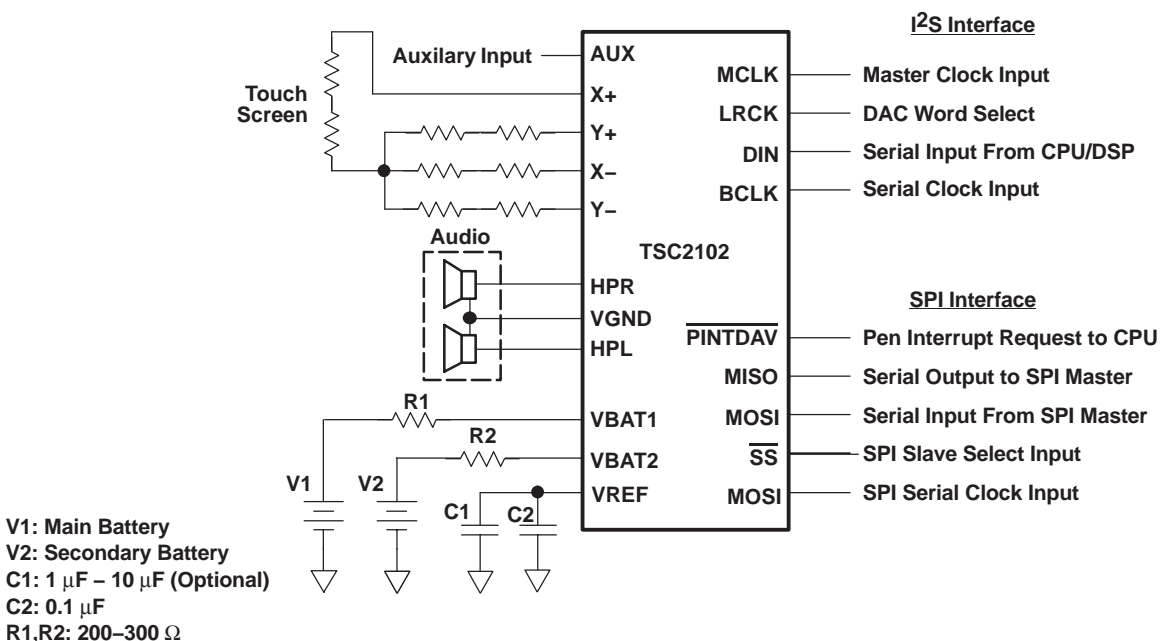 I2S Interface
Auxilary Input
AUX
MCLK
Master Clock Input
Touch
Screen
X+
LRCK
DAC Word Select
Y+
DIN
Serial Input From CPU/DSP
X–
BCLK
Serial Clock Input
Y–
Audio
TSC2102
HPR
SPI Interface
VGND
PINTDAV
Pen Interrupt Request to CPU
HPL
MISO
Serial Output to SPI Master
R1
VBAT1
MOSI
Serial Input From SPI Master
R2
VBAT2
SS
SPI Slave Select Input
V1
V2
VREF
MOSI
SPI Serial Clock Input
C1
C2
V1: Main Battery
V2: Secondary Battery
C1: 1 μF – 10 μF (Optional)
C2: 0.1 μF
R1,R2: 200–300 Ω